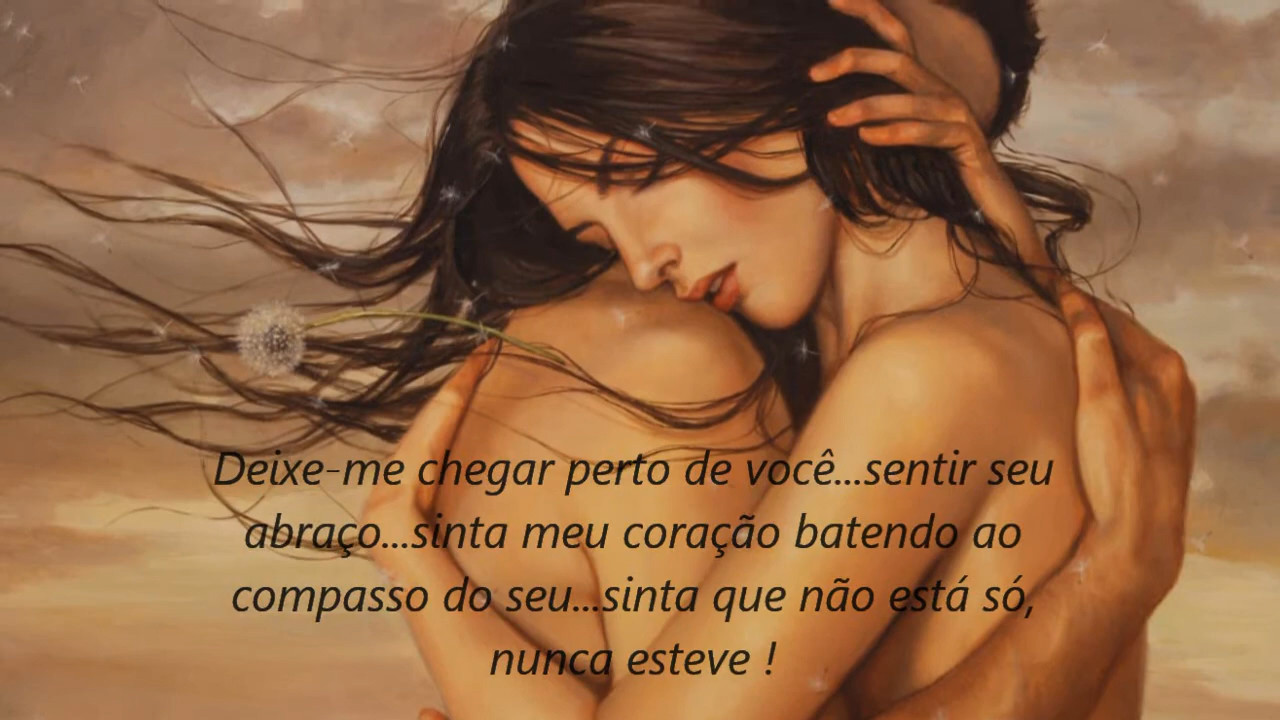 Deixe-me chegar perto de você...sentir seu
abraço...sinta meu coração batendo ao
compasso do seu...sinta que não está só,
nunca esteve !